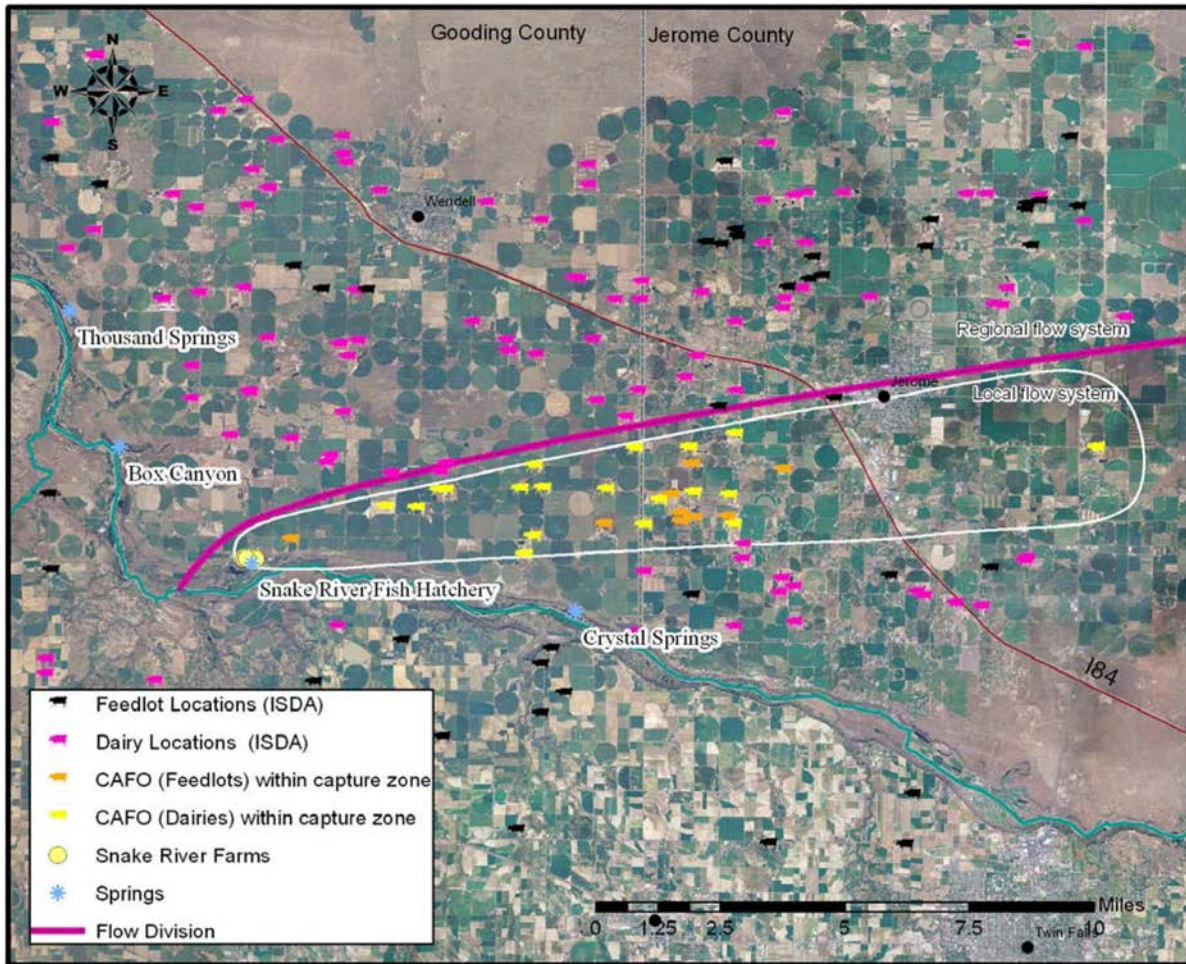 Gooding County
Jerome County
N
W
E
S
Wendell
Thousand Springs
Regional flow system
Jerome
Local flow system
Box Canyon
Snake River Fish Hatchery
Crystal Springs
I84
Feedlot Locations (ISDA)
Dairy Locations (ISDA)
CAFO (Feedlots) within capture zone
CAFO (Dairies) within capture zone
Snake River Farms
Springs
Flow Division
Miles
0 1.25 2.5 5 7.5 10
Twin Falls